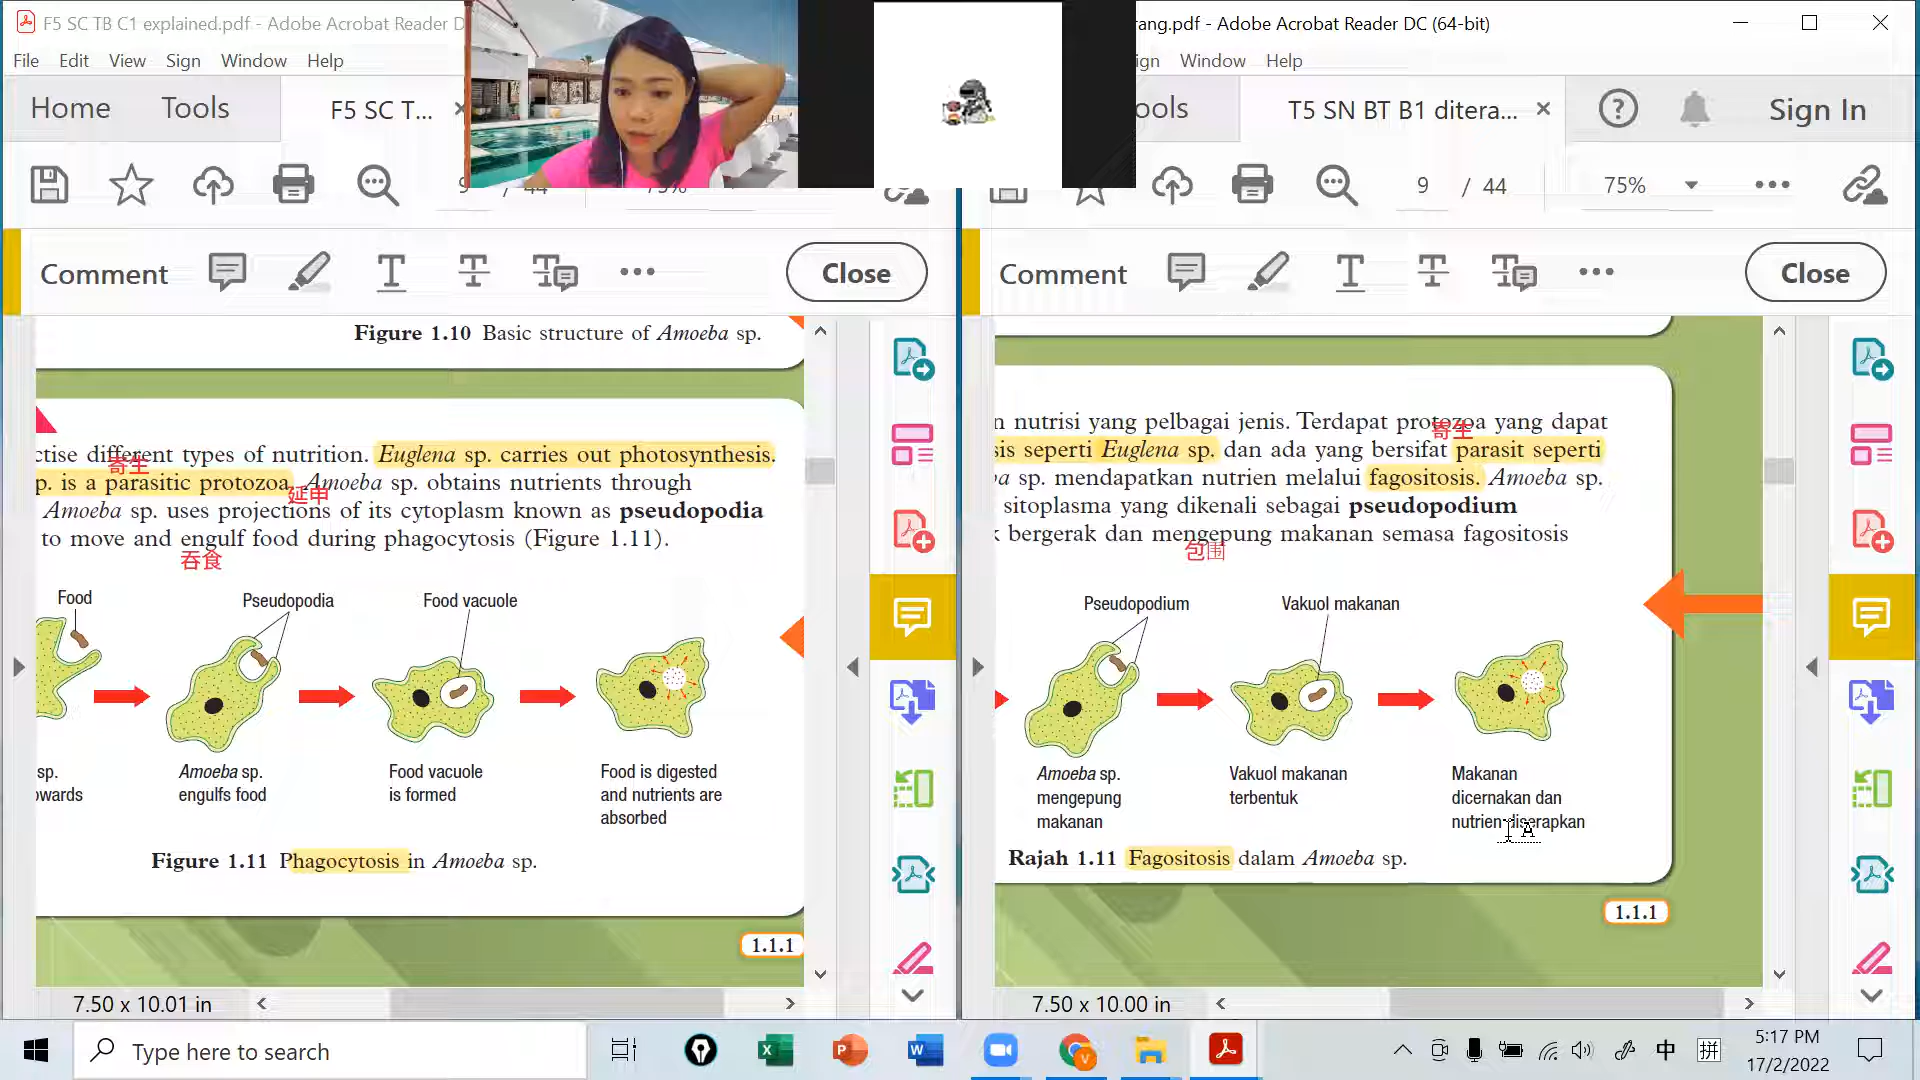 F5 SC TB C1 explained.pdf - Adobe Acrobat Reader D
File Edit View Sign Window Help
Home Tools F5 SC T...
9 / 44 75%
Comment Close
Figure 1.10 Basic structure of Amoeba sp.
ctise different types of nutrition. Euglena sp. carries out photosynthesis.
寄生
p. is a parasitic protozoa. Amoeba sp. obtains nutrients through
延申
Amoeba sp. uses projections of its cytoplasm known as pseudopodia
to move and engulf food during phagocytosis (Figure 1.11).
吞食
Food Pseudopodia Food vacuole
sp.
owards
Amoeba sp.
engulfs food
Food vacuole
is formed
Food is digested
and nutrients are
absorbed
Figure 1.11 Phagocytosis in Amoeba sp.
1.1.1
7.50 x 10.01 in
rang.pdf - Adobe Acrobat Reader DC (64-bit)
ign Window Help
ools T5 SN BT B1 ditera... Sign In
9 / 44 75%
Comment Close
n nutrisi yang pelbagai jenis. Terdapat protozoa yang dapat
寄生
sis seperti Euglena sp. dan ada yang bersifat parasit seperti
a sp. mendapatkan nutrien melalui fagositosis. Amoeba sp.
sitoplasma yang dikenali sebagai pseudopodium
k bergerak dan mengepung makanan semasa fagositosis
包围
Pseudopodium Vakuol makanan
Amoeba sp.
mengepung
makanan
Vakuol makanan
terbentuk
Makanan
dicernakan dan
nutrien diserapkan
Rajah 1.11 Fagositosis dalam Amoeba sp.
1.1.1
7.50 x 10.00 in
Type here to search
中 拼
5:17 PM
17/2/2022